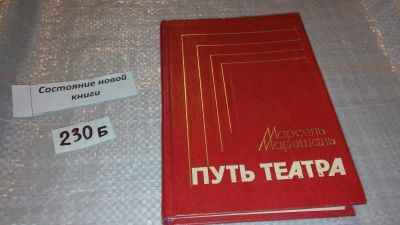 Состояние новой
книги
230 Б
Марсель
Марешаль
ПУТЬ ТЕАТРА